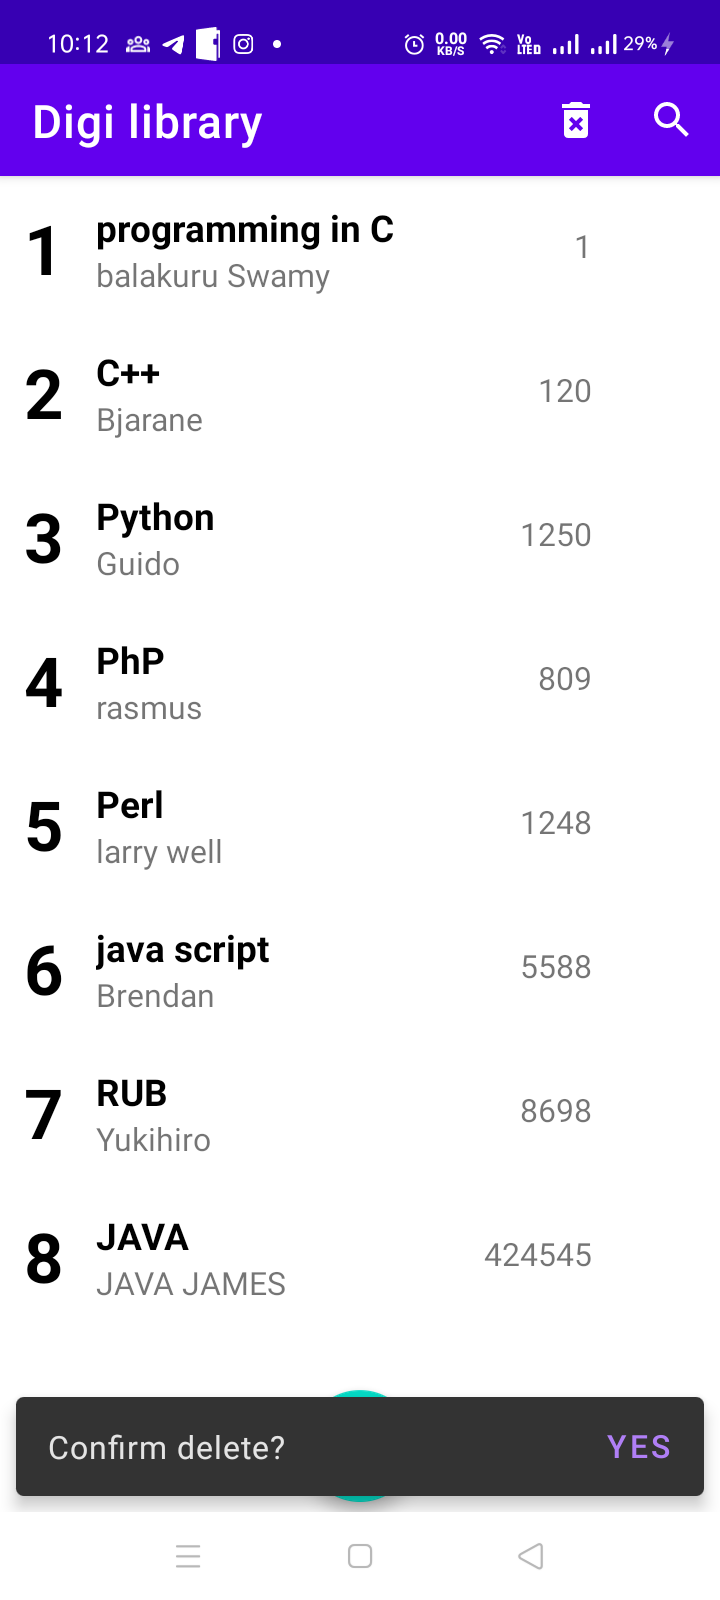 10:12 0.00 KB/S Vo LTE 29%
Digi library
1 programming in C 1
balakuru Swamy
2 C++ 120
Bjarane
3 Python 1250
Guido
4 PhP 809
rasmus
5 Perl 1248
larry well
6 java script 5588
Brendan
7 RUB 8698
Yukihiro
8 JAVA 424545
JAVA JAMES
Confirm delete? YES